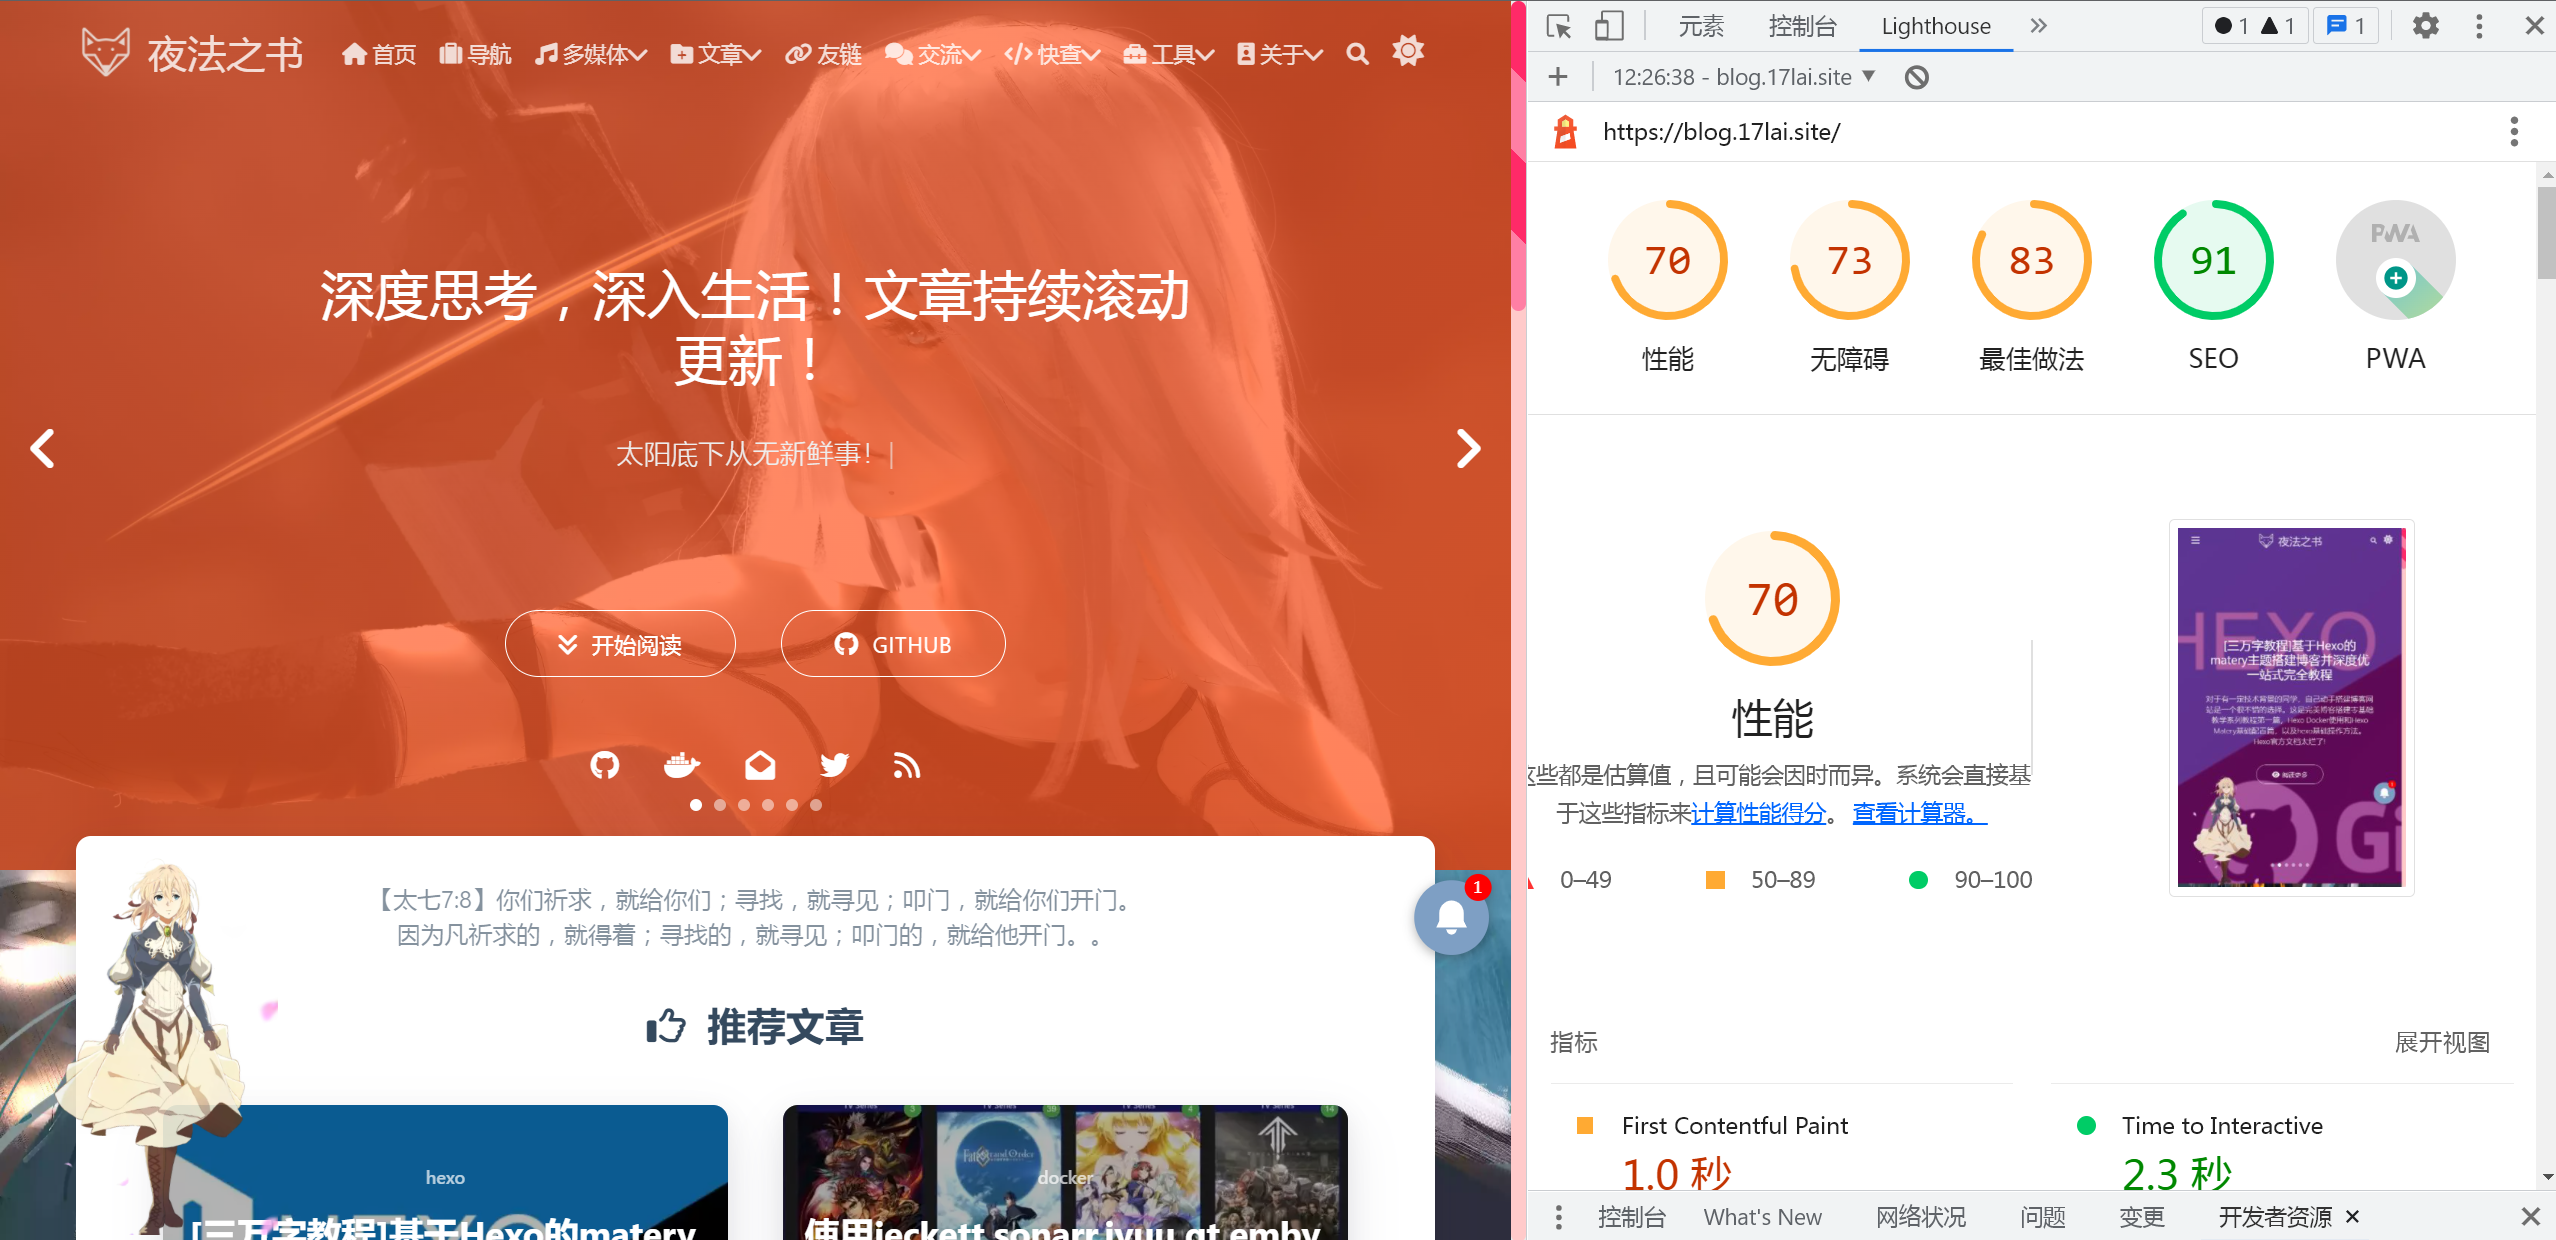 夜法之书
首页 导航 多媒体 文章 友链 交流 快查 工具 关于
深度思考，深入生活！文章持续滚动
更新！
太阳底下从无新鲜事！|
开始阅读
GITHUB
【太七7:8】你们祈求，就给你们；寻找，就寻见；叩门，就给你们开门。
因为凡祈求的，就得着；寻找的，就寻见；叩门的，就给他开门。。
1
推荐文章
hexo
[三万字教程]基于Hexo的matery
docker
使用jeckett sonarr iyuu qt emby
元素 控制台 Lighthouse 1 1 1
12:26:38 - blog.17lai.site
https://blog.17lai.site/
70 73 83 91 PWA
性能 无障碍 最佳做法 SEO PWA
70
性能
这些都是估算值，且可能会因时而异。系统会直接基
于这些指标来计算性能得分。 查看计算器。
0–49 50–89 90–100
夜法之书
HEXO
[三万字教程]基于Hexo的
matery主题搭建博客并深度优
一站式完全教程
指标
展开视图
First Contentful Paint
1.0 秒
Time to Interactive
2.3 秒
控制台 What's New 网络状况 问题 变更 开发者资源